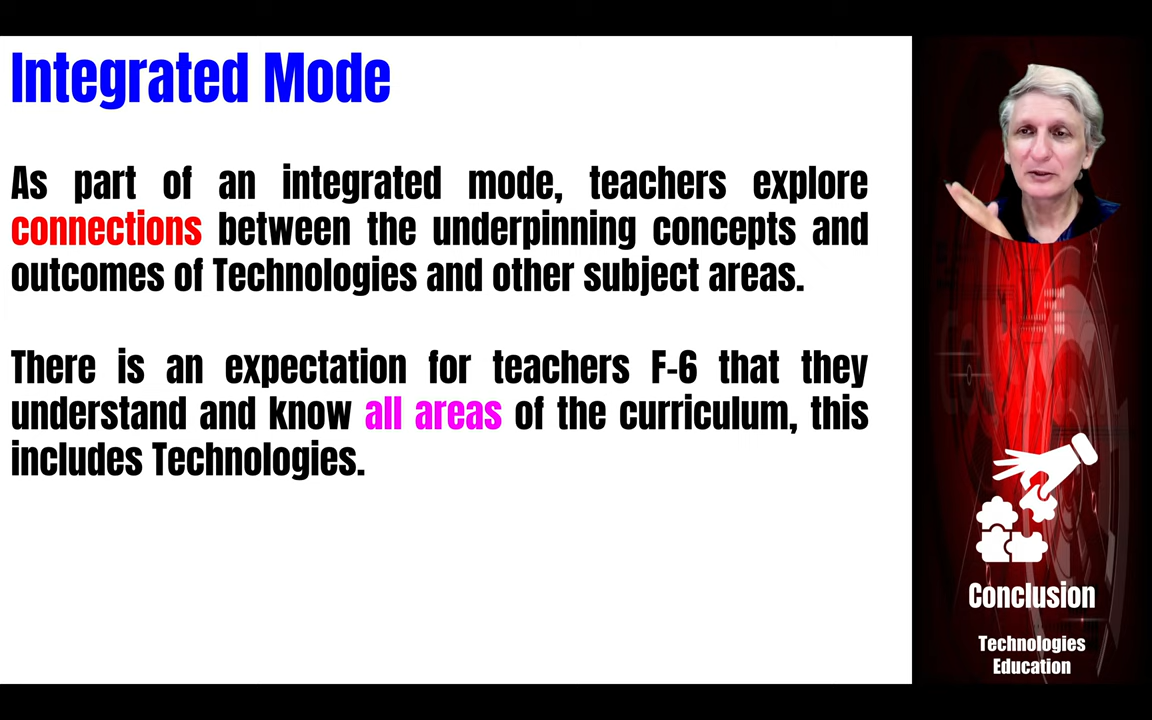 Integrated Mode
As part of an integrated mode, teachers explore
connections between the underpinning concepts and
outcomes of Technologies and other subject areas.
There is an expectation for teachers F-6 that they
understand and know all areas of the curriculum, this
includes Technologies.
Conclusion
Technologies
Education